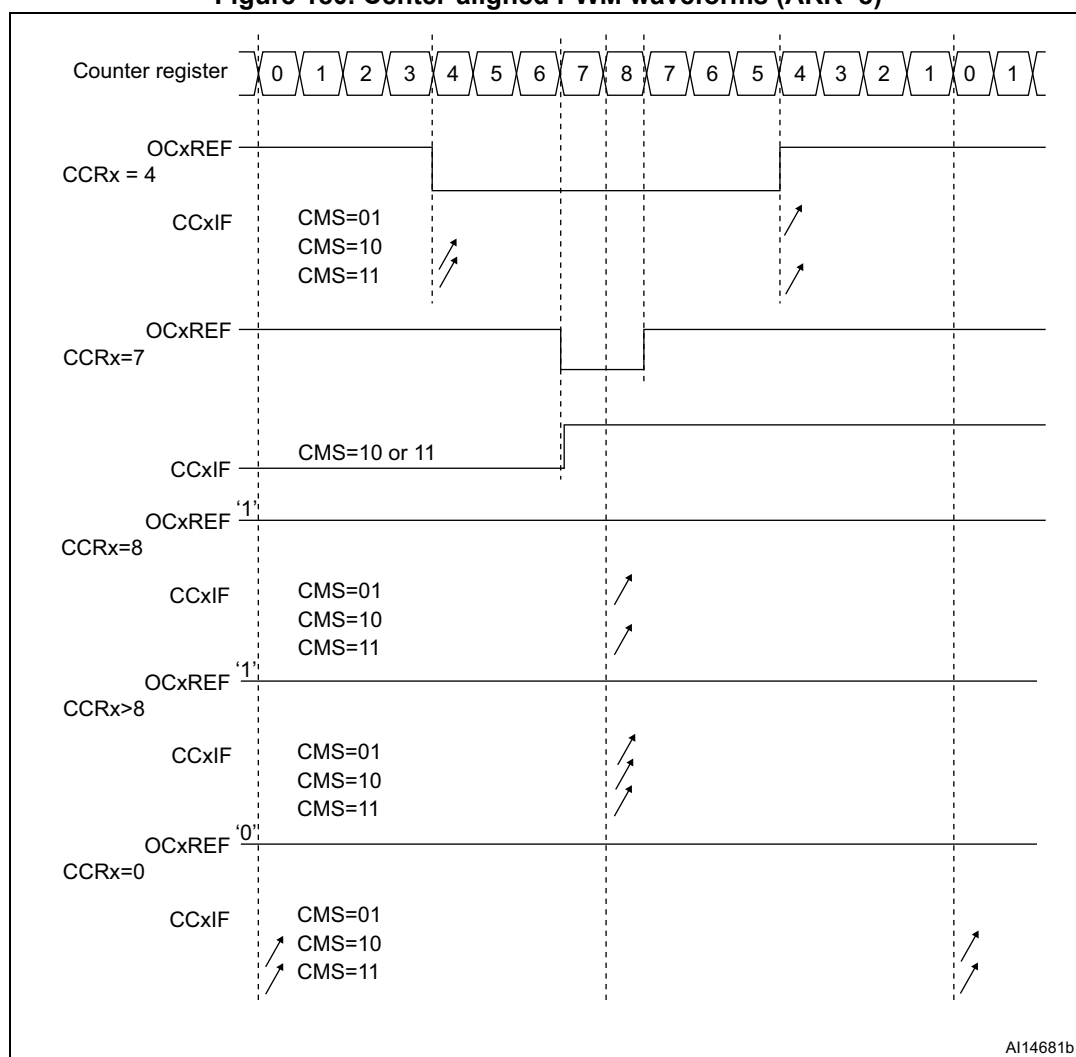 Counter register 0 1 2 3 4 5 6 7 8 7 6 5 4 3 2 1 0 1
OCxREF
CCRx = 4
CCxIF CMS=01
CMS=10
CMS=11
OCxREF
CCRx=7
CMS=10 or 11
CCxIF
'1'
OCxREF
CCRx=8
CCxIF CMS=01
CMS=10
CMS=11
'1'
OCxREF
CCRx>8
CCxIF CMS=01
CMS=10
CMS=11
'0'
OCxREF
CCRx=0
CCxIF CMS=01
CMS=10
CMS=11
AI14681b